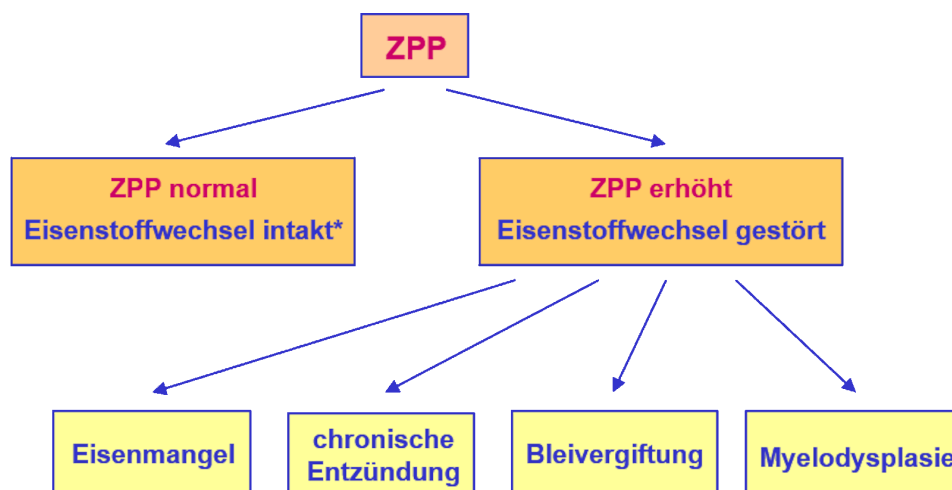 ZPP
ZPP normal
Eisenstoffwechsel intakt*
ZPP erhöht
Eisenstoffwechsel gestört
Eisenmangel
chronische
Entzündung
Bleivergiftung
Myelodysplasie